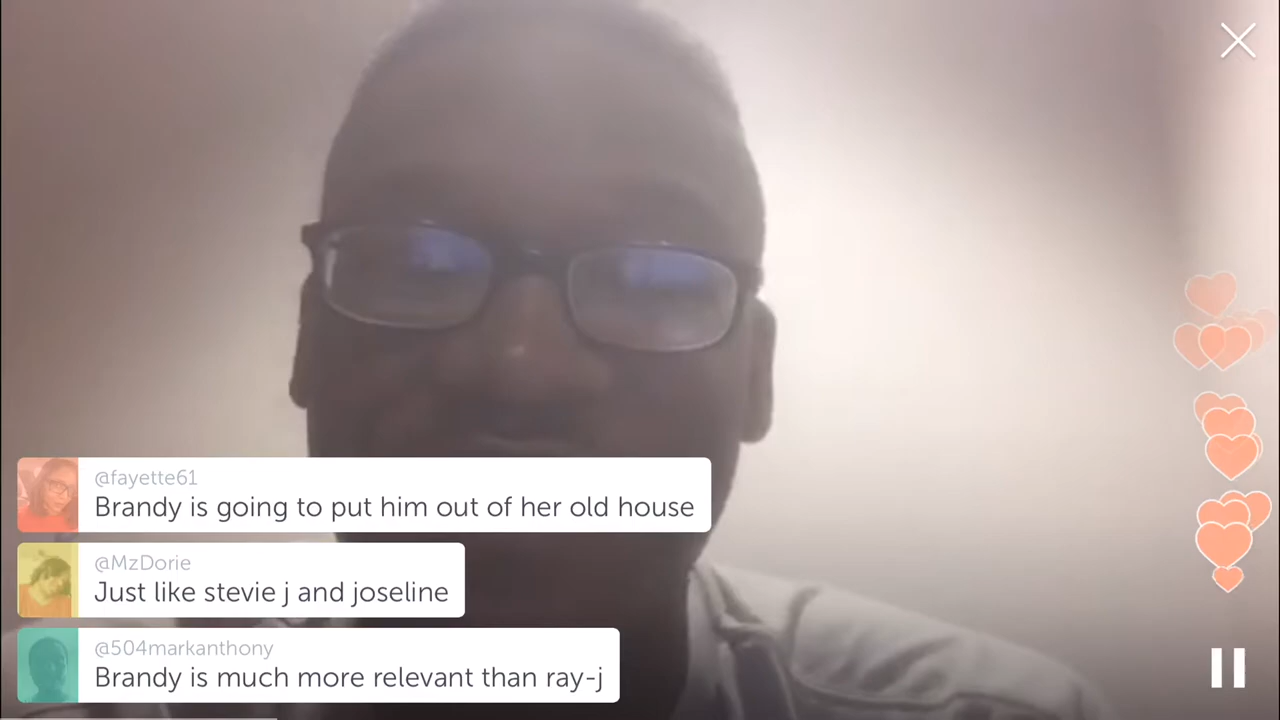 @fayette61
Brandy is going to put him out of her old house
@MzDorie
Just like stevie j and joseline
@504markanthony
Brandy is much more relevant than ray-j